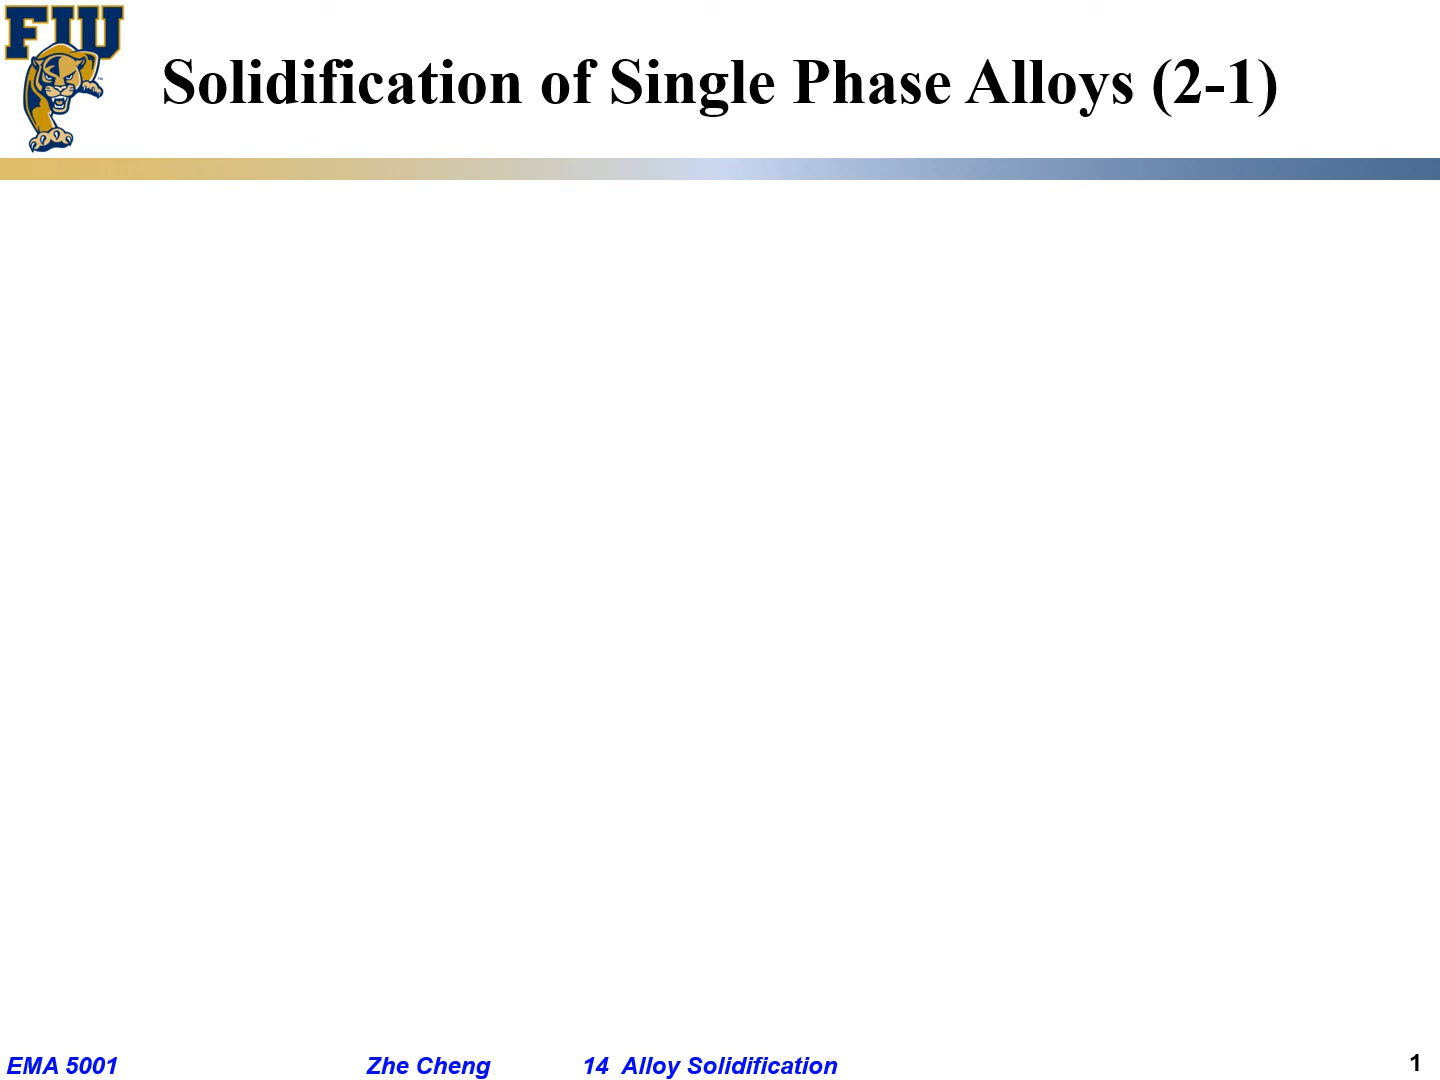 FIU
Solidification of Single Phase Alloys (2-1)
EMA 5001 Zhe Cheng 14 Alloy Solidification 1